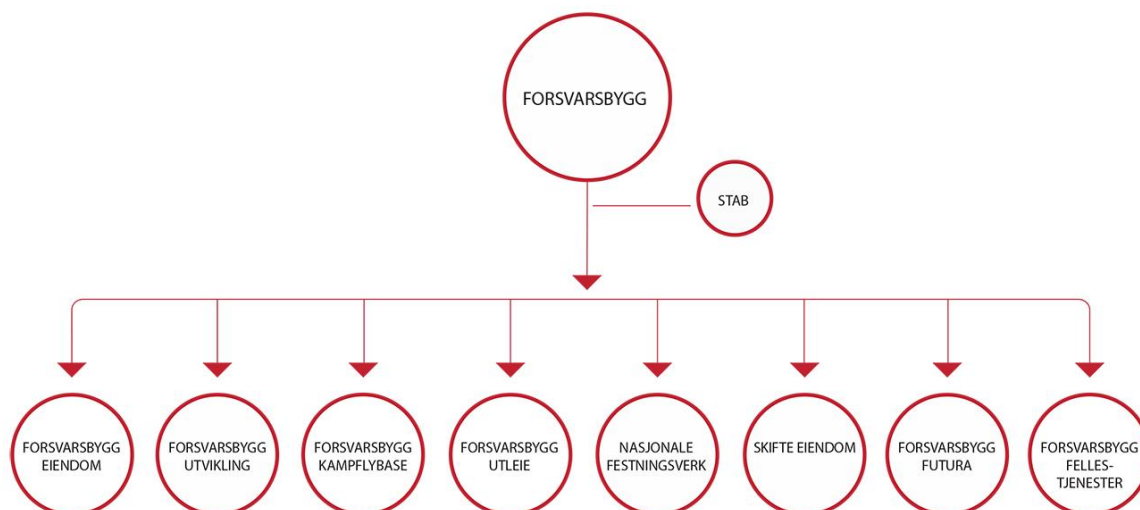 FORSVARSBYGG
STAB
FORSVARSBYGG
EIENDOM
FORSVARSBYGG
UTVIKLING
FORSVARSBYGG
KAMPFLYBASE
FORSVARSBYGG
UTLEIE
NASJONALE
FESTNINGSVERK
SKIFTE EIENDOM
FORSVARSBYGG
FUTURA
FORSVARSBYGG
FELLES-
TJENESTER